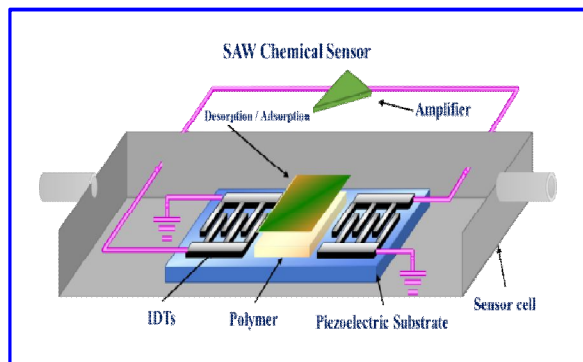 SAW Chemical Sensor
Desorption / Adsorption
Amplifier
IDTs
Polymer
Piezoelectric Substrate
Sensor cell